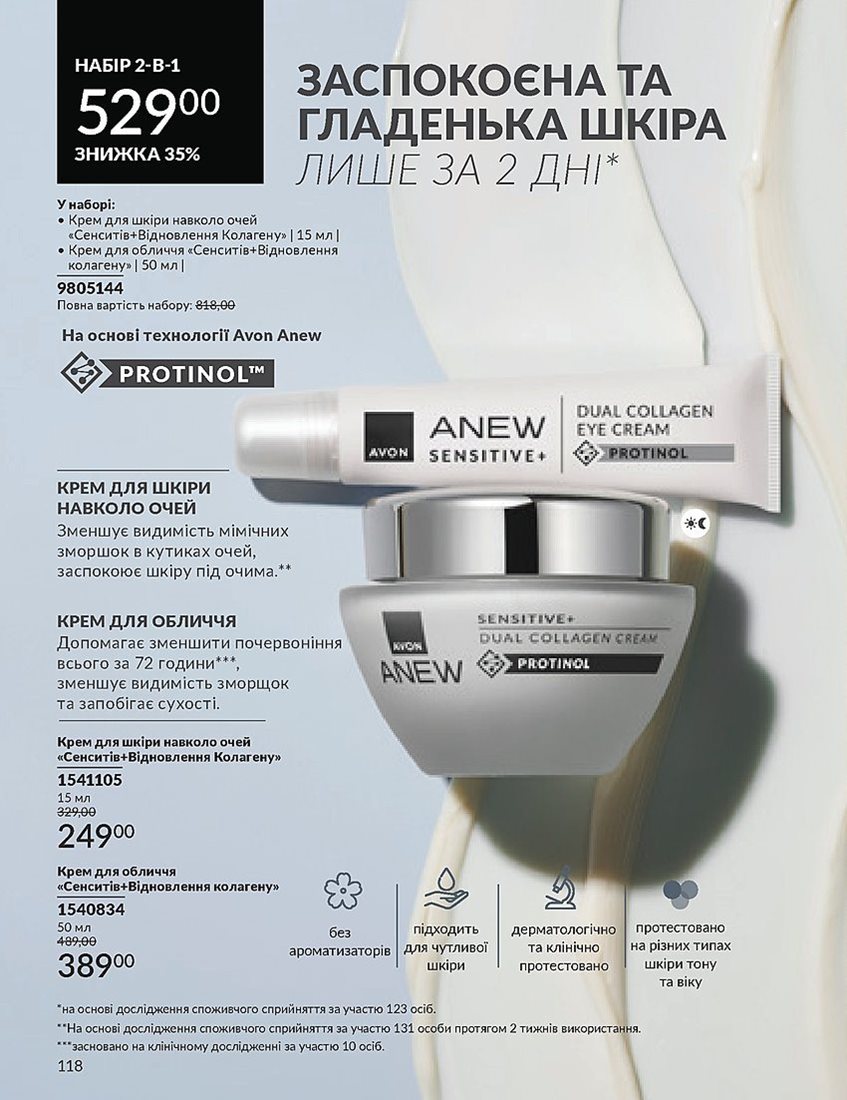 НАБІР 2-В-1
529⁰⁰
ЗНИЖКА 35%
ЗАСПОКОЄНА ТА
ГЛАДЕНЬКА ШКІРА
ЛИШЕ ЗА 2 ДНІ*
У наборі:
• Крем для шкіри навколо очей
«Сенситів+Відновлення Колагену» | 15 мл |
• Крем для обличчя «Сенситів+Відновлення
колагену» | 50 мл |
9805144
Повна вартість набору: 818,00
На основі технології Avon Anew
PROTINOL™
AVON
ANEW
SENSITIVE+
DUAL COLLAGEN
EYE CREAM
PROTINOL
КРЕМ ДЛЯ ШКІРИ
НАВКОЛО ОЧЕЙ
Зменшує видимість мімічних
зморшок в кутиках очей,
заспокоює шкіру під очима.**
AVON
ANEW
SENSITIVE+
DUAL COLLAGEN CREAM
PROTINOL
КРЕМ ДЛЯ ОБЛИЧЧЯ
Допомагає зменшити почервоніння
всього за 72 години***,
зменшує видимість зморщок
та запобігає сухості.
Крем для шкіри навколо очей
«Сенситів+Відновлення Колагену»
1541105
15 мл
329,00
249⁰⁰
Крем для обличчя
«Сенситів+Відновлення колагену»
1540834
50 мл
489,00
389⁰⁰
без
ароматизаторів
підходить
для чутливої
шкіри
дерматологічно
та клінічно
протестовано
протестовано
на різних типах
шкіри тону
та віку
*на основі дослідження споживчого сприйняття за участю 123 осіб.
**На основі дослідження споживчого сприйняття за участю 131 особи протягом 2 тижнів використання.
***засновано на клінічному дослідженні за участю 10 осіб.
118